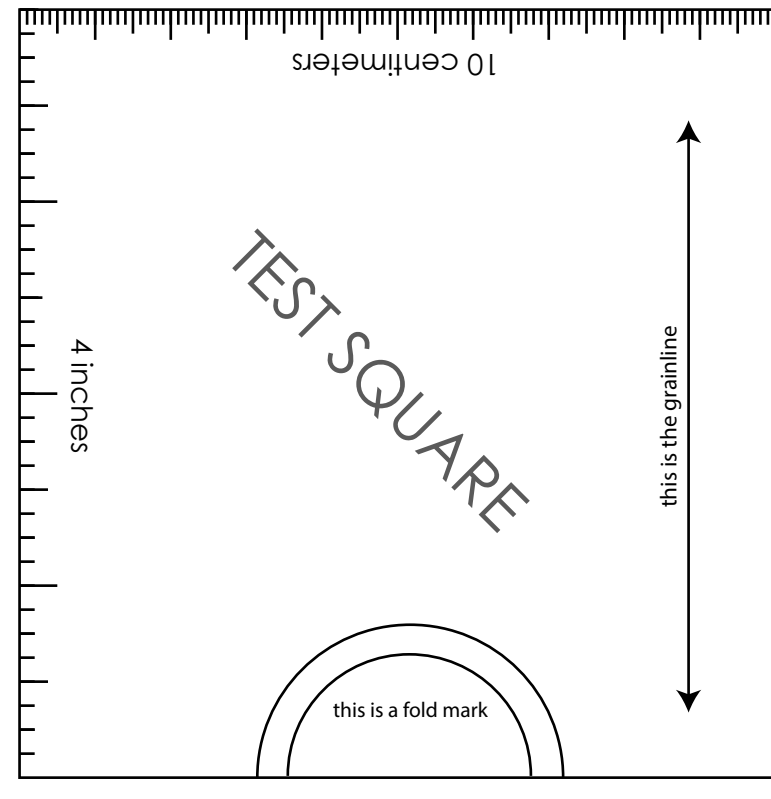 10 centimeters
4 inches
TEST SQUARE
this is the grainline
this is a fold mark